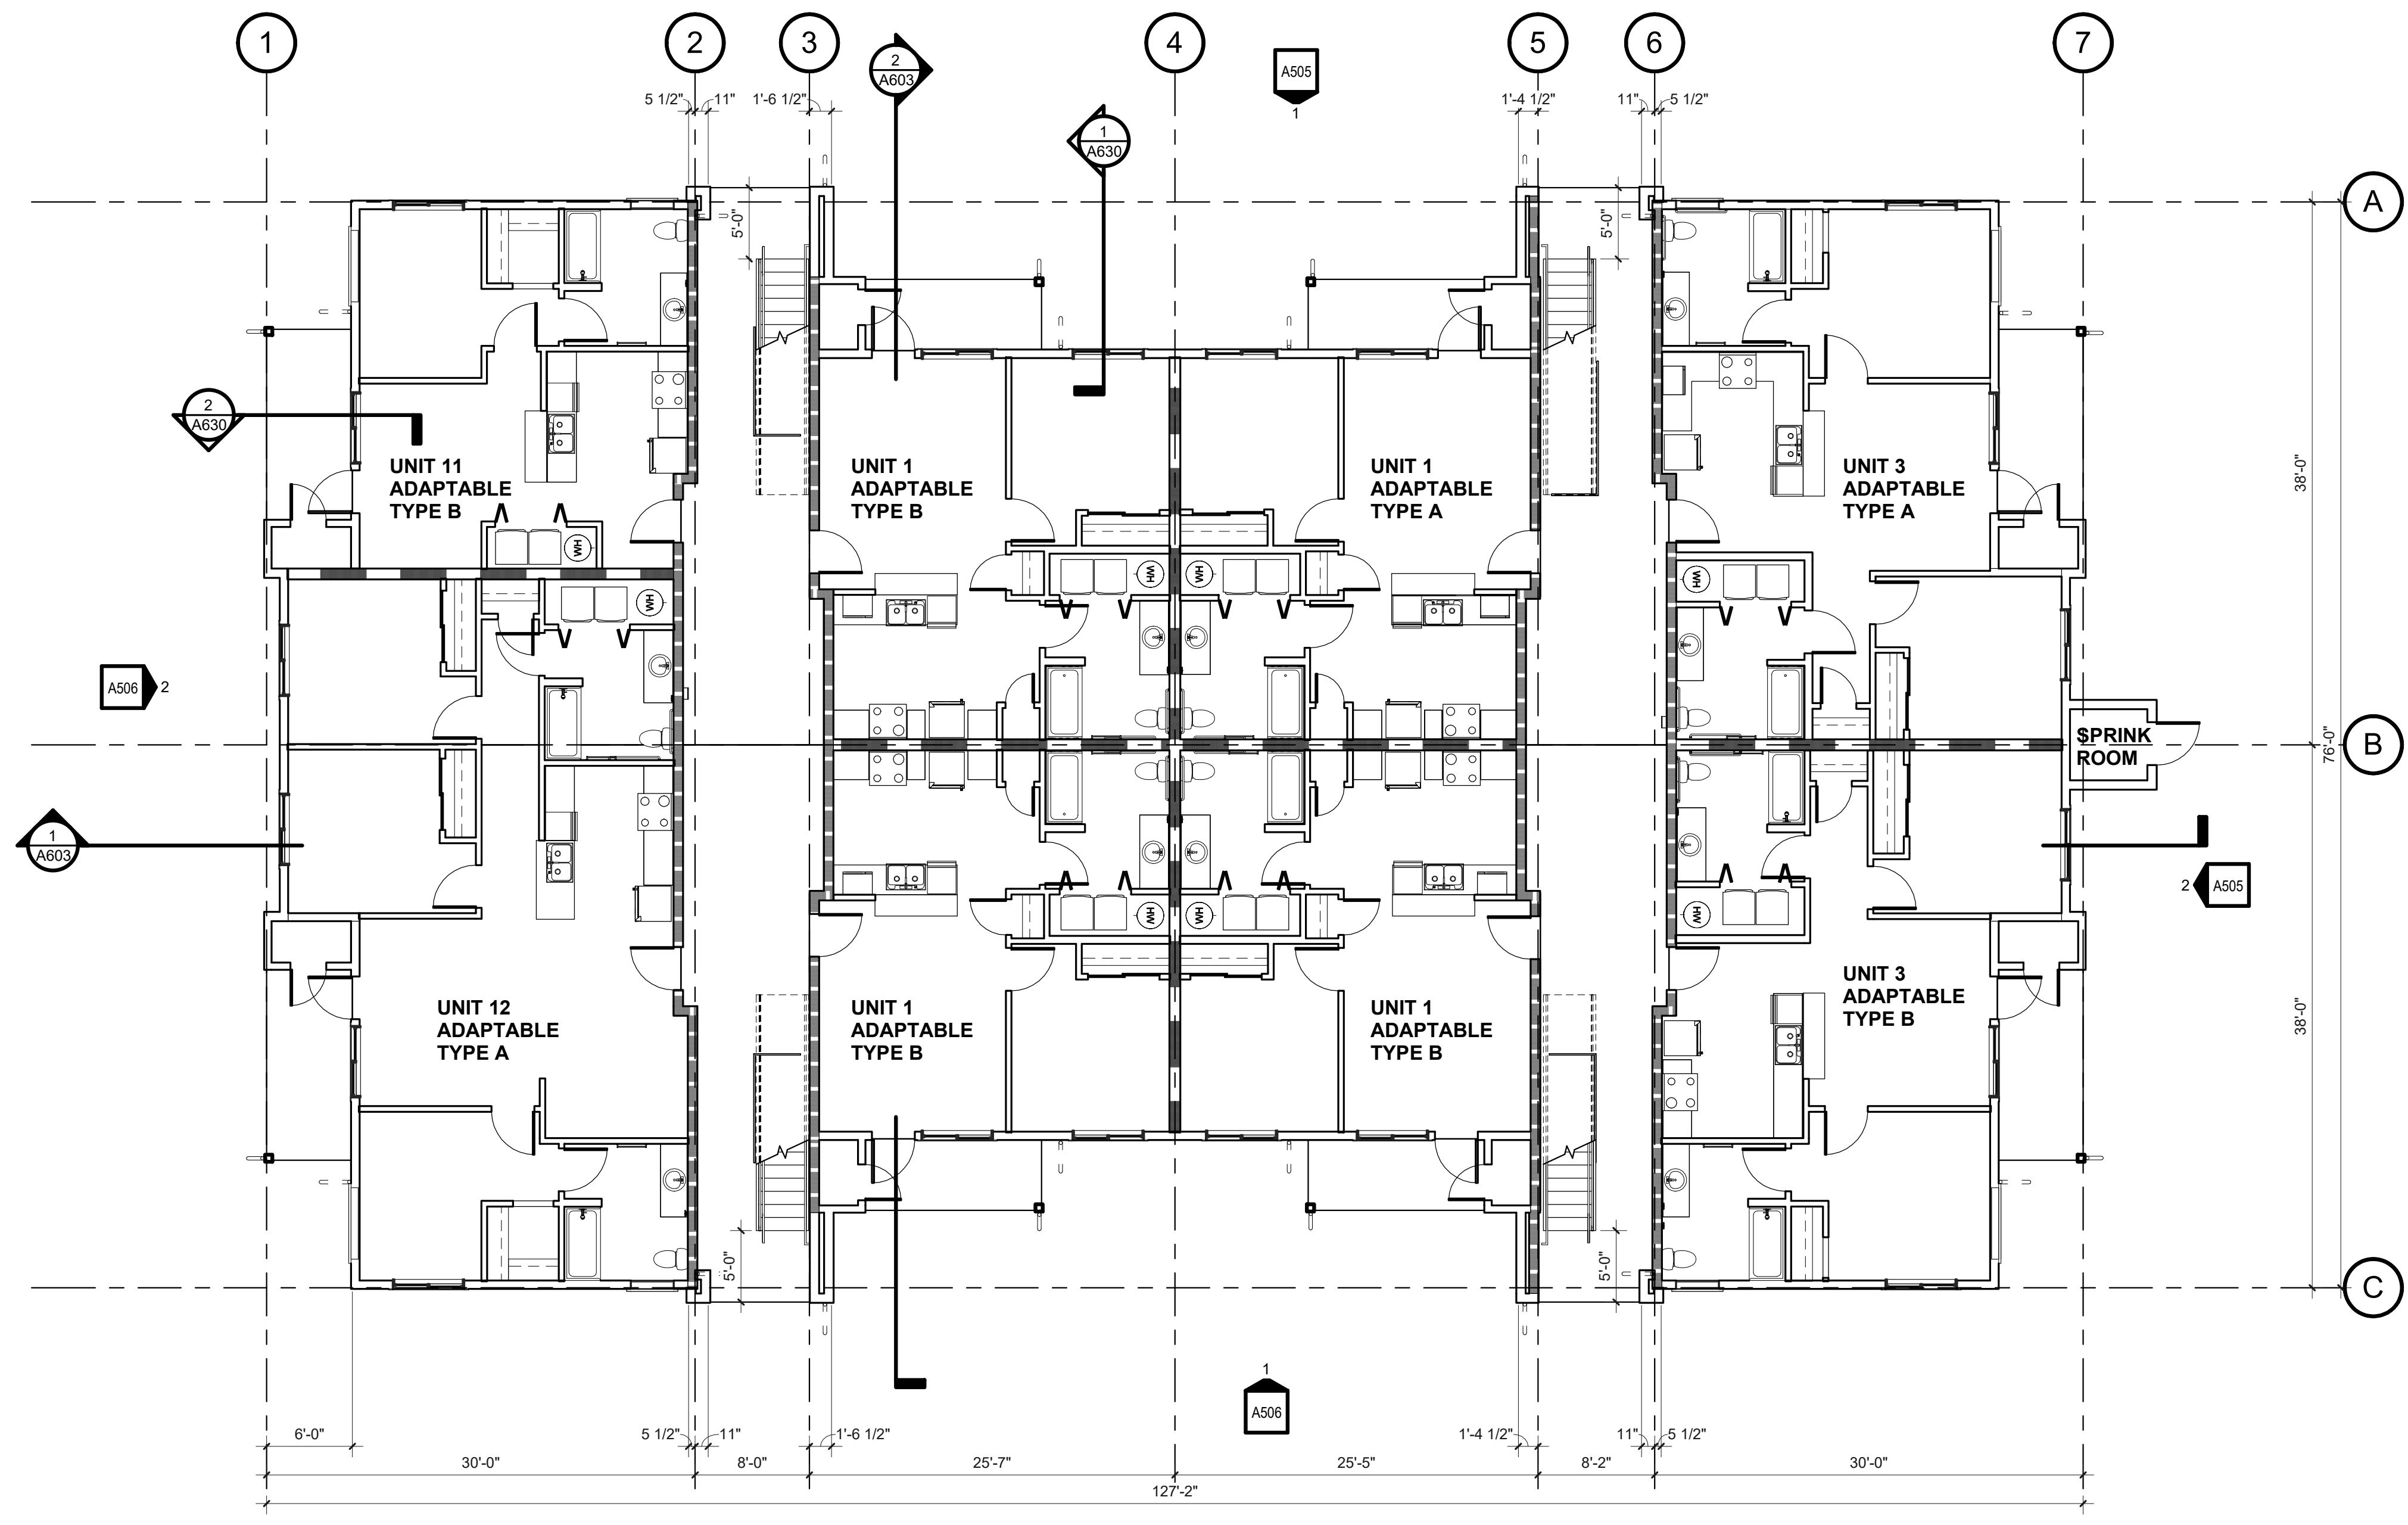 1
2
3
4
5
6
7
2
A603
A505
1
5 1/2"
11"
1'-6 1/2"
1'-4 1/2"
11"
5 1/2"
1
A630
A
5'-0"
5'-0"
2
A630
UNIT 11
ADAPTABLE
TYPE B
UNIT 1
ADAPTABLE
TYPE B
UNIT 1
ADAPTABLE
TYPE A
UNIT 3
ADAPTABLE
TYPE A
38'-0"
HW
WH
WH
WH
HW
A506
2
SPRINK
ROOM
76'-0"
B
1
A603
2
A505
HW
HW
WH
UNIT 12
ADAPTABLE
TYPE A
UNIT 1
ADAPTABLE
TYPE B
UNIT 1
ADAPTABLE
TYPE B
UNIT 3
ADAPTABLE
TYPE B
38'-0"
5'-0"
5'-0"
C
1
A506
6'-0"
5 1/2"
11"
1'-6 1/2"
1'-4 1/2"
11"
5 1/2"
30'-0"
8'-0"
25'-7"
25'-5"
8'-2"
30'-0"
127'-2"